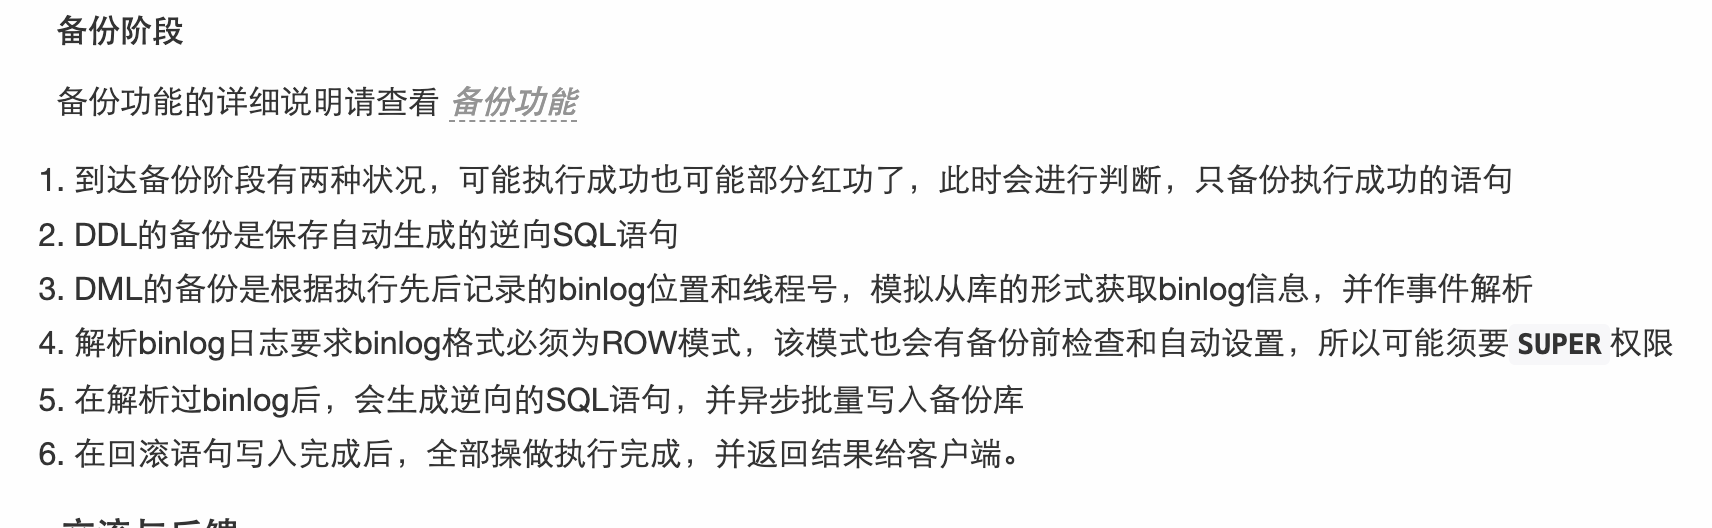 备份阶段
备份功能的详细说明请查看 备份功能
1. 到达备份阶段有两种状况，可能执行成功也可能部分红功了，此时会进行判断，只备份执行成功的语句
2. DDL的备份是保存自动生成的逆向SQL语句
3. DML的备份是根据执行先后记录的binlog位置和线程号，模拟从库的形式获取binlog信息，并作事件解析
4. 解析binlog日志要求binlog格式必须为ROW模式，该模式也会有备份前检查和自动设置，所以可能须要 SUPER 权限
5. 在解析过binlog后，会生成逆向的SQL语句，并异步批量写入备份库
6. 在回滚语句写入完成后，全部操做执行完成，并返回结果给客户端。